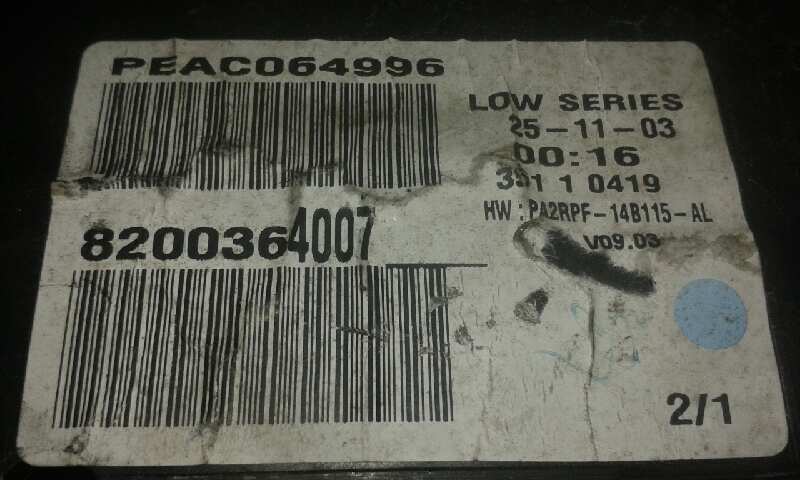 PEAC064996
LOW SERIES
25-11-03
00:16
1 0419
HW : PA2RPF-14B115-AL
V09.03
8200364007
2/1